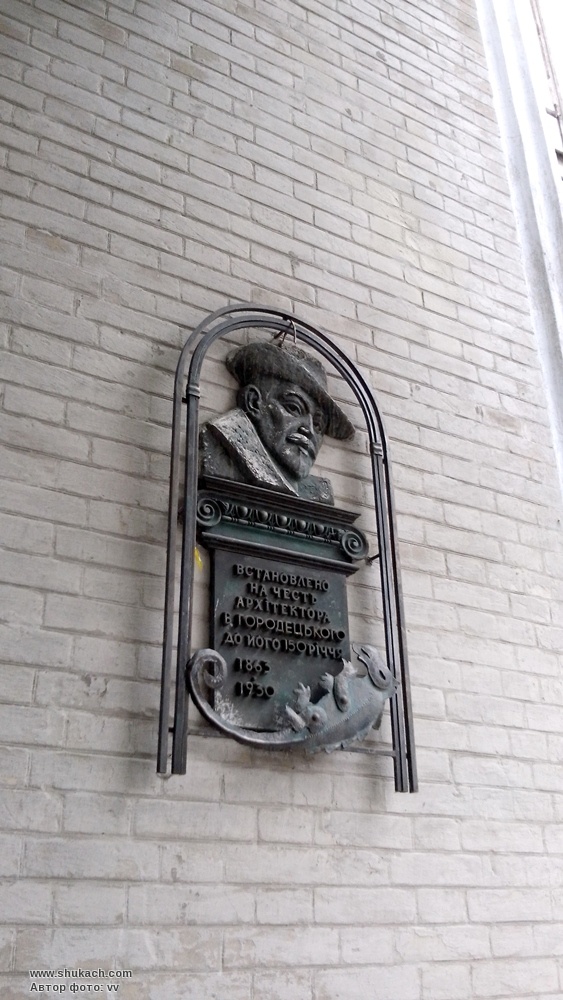 ВСТАНОВЛЕНО
НА ЧЕСТЬ
АРХІТЕКТОРА
В.ГОРОДЕЦЬКОГО
ДО ЙОГО 150 РІЧЧЯ
1863
1930
www.shukach.com
Автор фото: vv